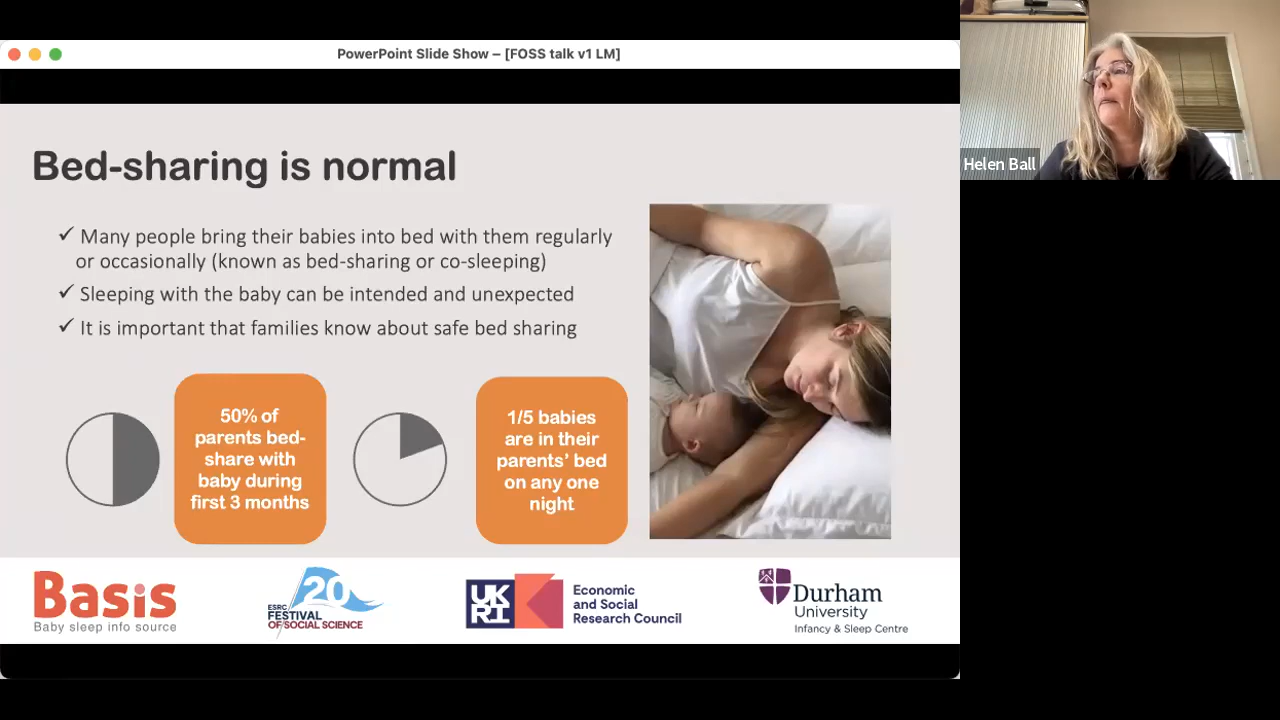 PowerPoint Slide Show – [FOSS talk v1 LM]
Helen Ball
Bed-sharing is normal
✓ Many people bring their babies into bed with them regularly
or occasionally (known as bed-sharing or co-sleeping)
✓ Sleeping with the baby can be intended and unexpected
✓ It is important that families know about safe bed sharing
50% of
parents bed-
share with
baby during
first 3 months
1/5 babies
are in their
parents’ bed
on any one
night
Basis
Baby sleep info source
20
ESRC
FESTIVAL
OF SOCIAL SCIENCE
UK
RI
Economic
and Social
Research Council
Durham
University
Infancy & Sleep Centre